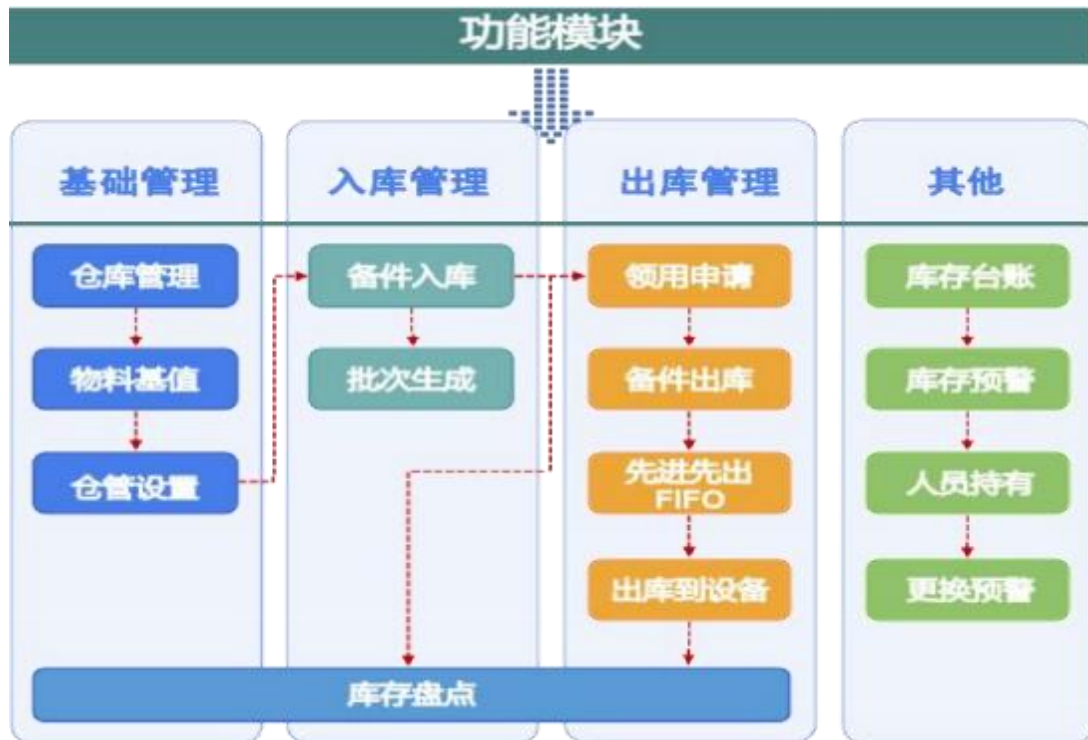 功能模块
基础管理
入库管理
出库管理
其他
仓库管理
物料基值
仓管设置
备件入库
批次生成
领用申请
备件出库
先进先出
FIFO
出库到设备
库存台账
库存预警
人员持有
更换预警
库存盘点